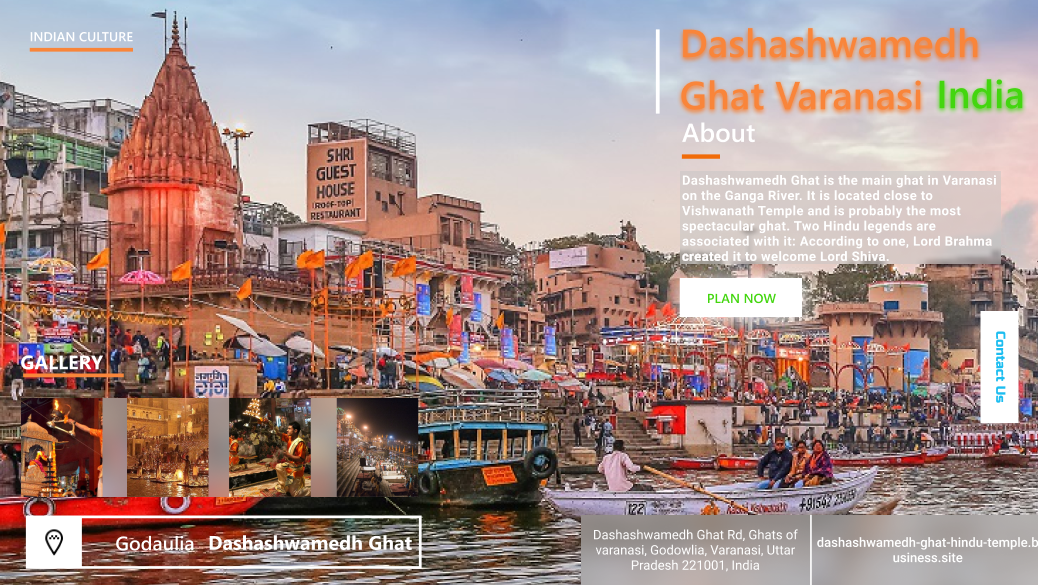 INDIAN CULTURE
Dashashwamedh
Ghat Varanasi India
About
Dashashwamedh Ghat is the main ghat in Varanasi
on the Ganga River. It is located close to
Vishwanath Temple and is probably the most
spectacular ghat. Two Hindu legends are
associated with it: According to one, Lord Brahma
created it to welcome Lord Shiva.
PLAN NOW
Contact Us
SHRI
GUEST
HOUSE
(ROOF-TOP)
RESTAURANT
GALLERY
नमामि
गंगे
122
Godaulia Dashashwamedh Ghat
Dashashwamedh Ghat Rd, Ghats of
varanasi, Godowlia, Varanasi, Uttar
Pradesh 221001, India
dashashwamedh-ghat-hindu-temple.b
usiness.site